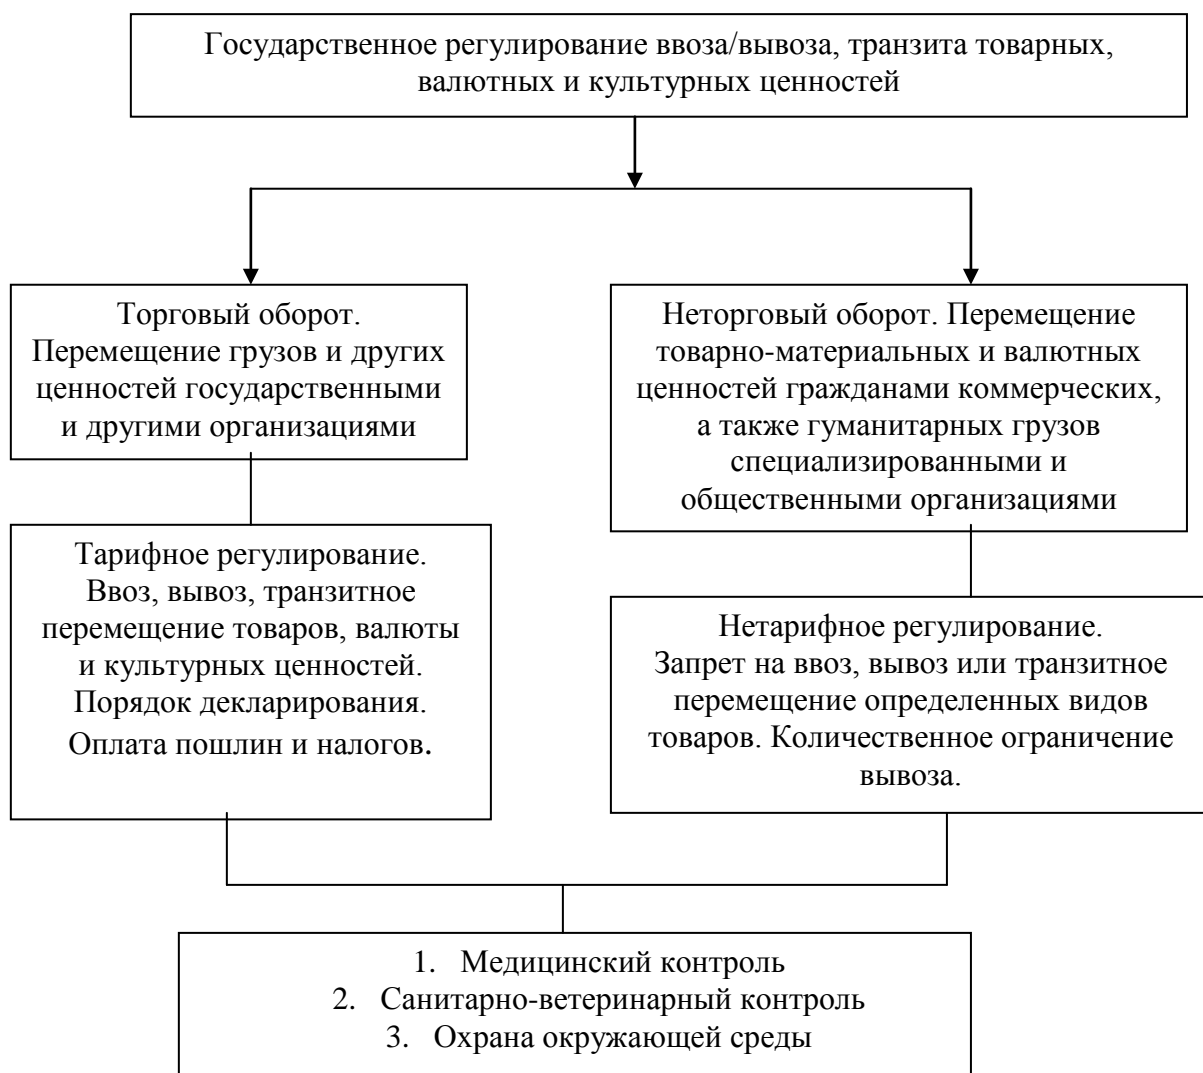 Государственное регулирование ввоза/вывоза, транзита товарных,
валютных и культурных ценностей
Торговый оборот.
Перемещение грузов и других
ценностей государственными
и другими организациями
Неторговый оборот. Перемещение
товарно-материальных и валютных
ценностей гражданами коммерческих,
а также гуманитарных грузов
специализированными и
общественными организациями
Тарифное регулирование.
Ввоз, вывоз, транзитное
перемещение товаров, валюты
и культурных ценностей.
Порядок декларирования.
Оплата пошлин и налогов.
Нетарифное регулирование.
Запрет на ввоз, вывоз или транзитное
перемещение определенных видов
товаров. Количественное ограничение
вывоза.
1. Медицинский контроль
2. Санитарно-ветеринарный контроль
3. Охрана окружающей среды